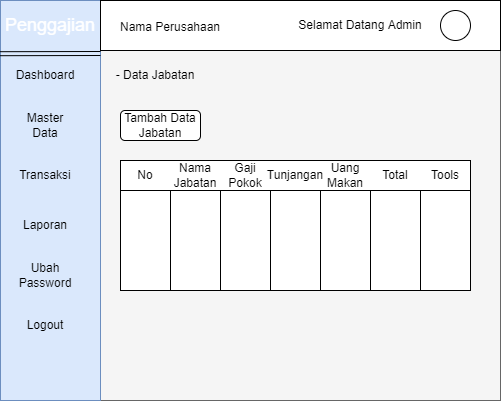 Penggajian
Nama Perusahaan
Selamat Datang Admin
Dashboard
Master
Data
Transaksi
Laporan
Ubah
Password
Logout
- Data Jabatan
Tambah Data
Jabatan
No
Nama
Jabatan
Gaji
Pokok
Tunjangan
Uang
Makan
Total
Tools